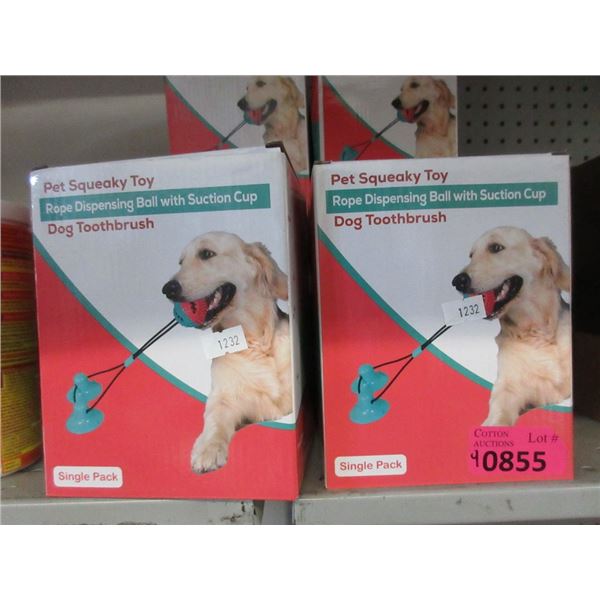 Pet Squeaky Toy
Rope Dispensing Ball with Suction Cup
Dog Toothbrush
1232
Single Pack
Pet Squeaky Toy
Rope Dispensing Ball with Suction Cup
Dog Toothbrush
1232
Single Pack
COTTON AUCTIONS Lot #
0855